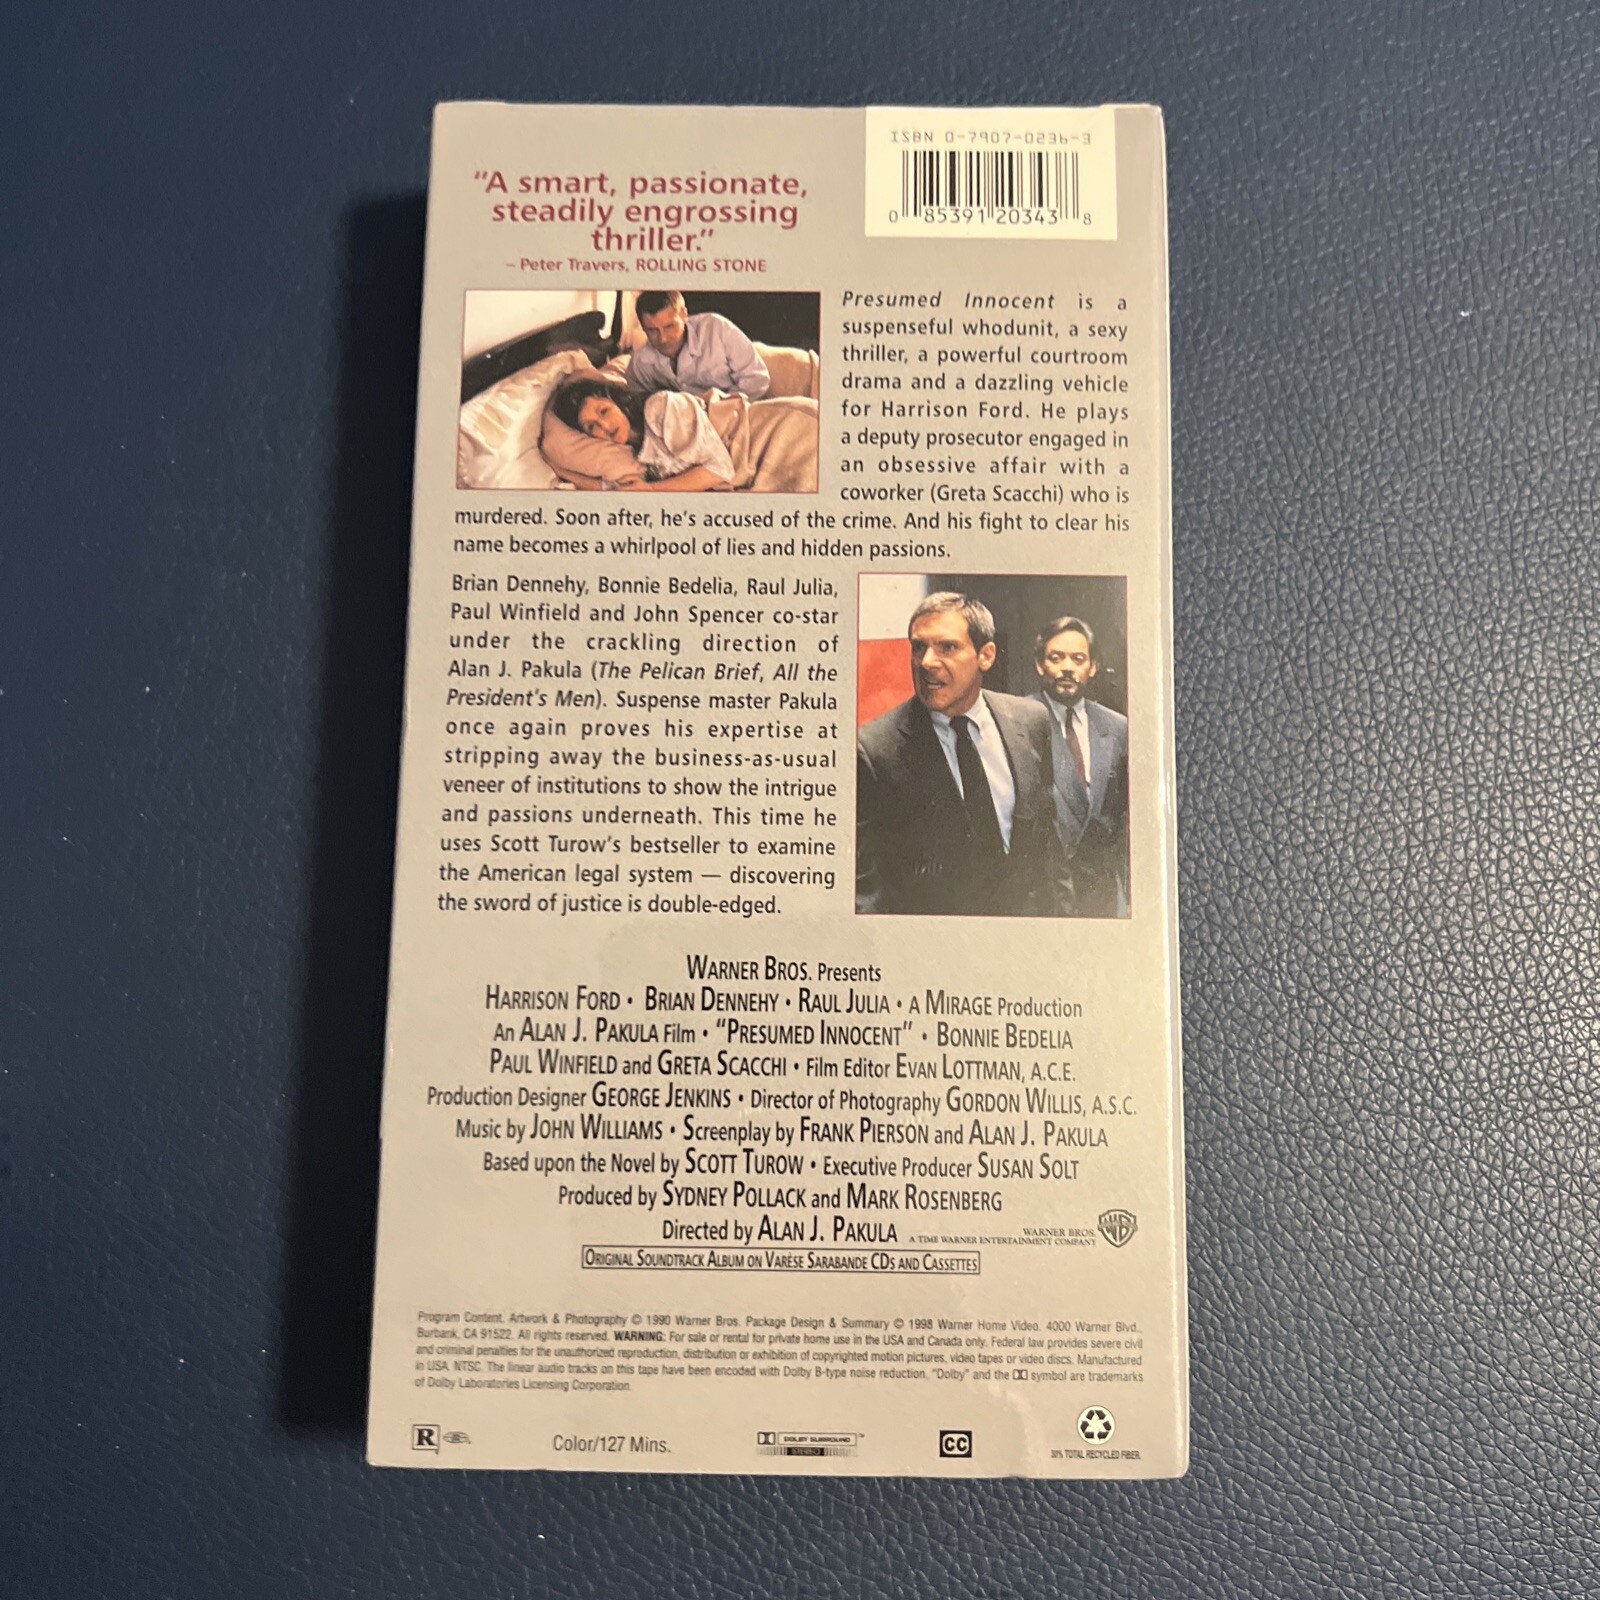 ISBN 0-7907-0236-3
0 85391 20343 8
"A smart, passionate,
steadily engrossing
thriller."
– Peter Travers, ROLLING STONE
Presumed Innocent is a
suspenseful whodunit, a sexy
thriller, a powerful courtroom
drama and a dazzling vehicle
for Harrison Ford. He plays
a deputy prosecutor engaged in
an obsessive affair with a
coworker (Greta Scacchi) who is
murdered. Soon after, he's accused of the crime. And his fight to clear his
name becomes a whirlpool of lies and hidden passions.
Brian Dennehy, Bonnie Bedelia, Raul Julia,
Paul Winfield and John Spencer co-star
under the crackling direction of
Alan J. Pakula (The Pelican Brief, All the
President's Men). Suspense master Pakula
once again proves his expertise at
stripping away the business-as-usual
veneer of institutions to show the intrigue
and passions underneath. This time he
uses Scott Turow's bestseller to examine
the American legal system — discovering
the sword of justice is double-edged.
WARNER BROS. Presents
HARRISON FORD • BRIAN DENNEHY • RAUL JULIA • A MIRAGE Production
An ALAN J. PAKULA Film • "PRESUMED INNOCENT" • BONNIE BEDELIA
PAUL WINFIELD and GRETA SCACCHI • Film Editor EVAN LOTTMAN, A.C.E.
Production Designer GEORGE JENKINS • Director of Photography GORDON WILLIS, A.S.C.
Music by JOHN WILLIAMS • Screenplay by FRANK PIERSON and ALAN J. PAKULA
Based upon the Novel by SCOTT TUROW • Executive Producer SUSAN SOLT
Produced by SYDNEY POLLACK and MARK ROSENBERG
Directed by ALAN J. PAKULA
WARNER BROS.
A TIME WARNER ENTERTAINMENT COMPANY
WB
ORIGINAL SOUNDTRACK ALBUM ON VARÈSE SARABANDE CDS AND CASSETTES
Program Content, Artwork & Photography © 1990 Warner Bros. Package Design & Summary © 1998 Warner Home Video. 4000 Warner Blvd.,
Burbank, CA 91522. All rights reserved. WARNING: For sale or rental for private home use in the USA and Canada only. Federal law provides severe civil
and criminal penalties for the unauthorized reproduction, distribution or exhibition of copyrighted motion pictures, video tapes or video discs. Manufactured
in USA. NTSC. The linear audio tracks on this tape have been encoded with Dolby B-type noise reduction. "Dolby" and the DD symbol are trademarks
of Dolby Laboratories Licensing Corporation.
R
Color/127 Mins.
DOLBY SURROUND™
STEREO
CC
30% TOTAL RECYCLED FIBER.